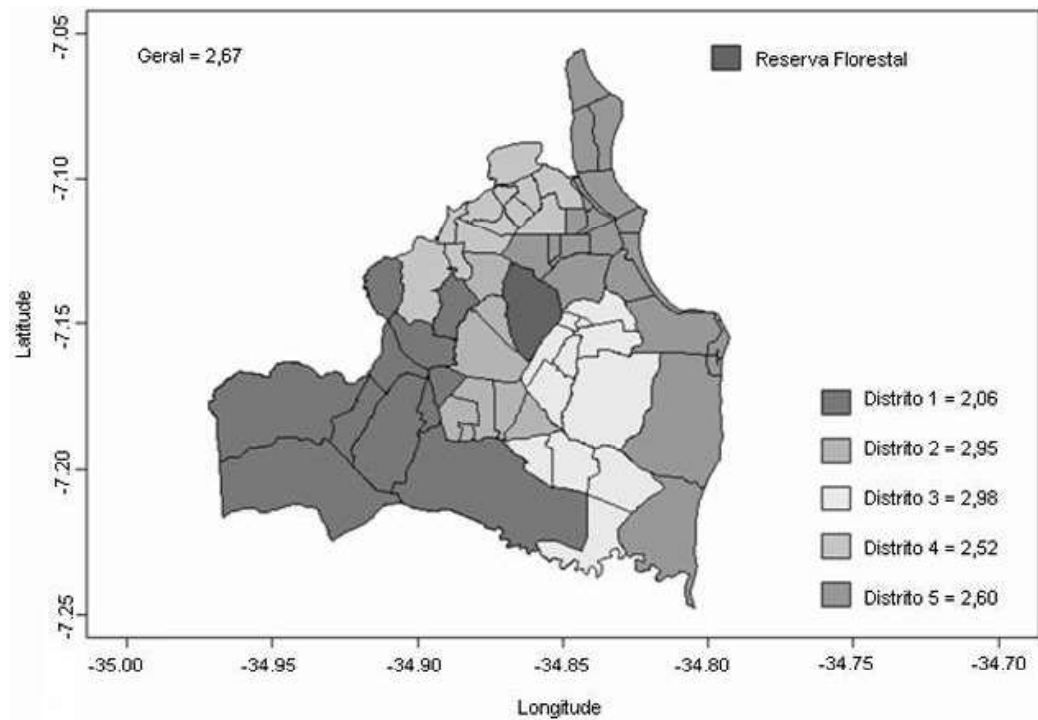 Geral = 2,67
Reserva Florestal
Latitude
-7.05
-7.10
-7.15
-7.20
-7.25
Distrito 1 = 2,06
Distrito 2 = 2,95
Distrito 3 = 2,98
Distrito 4 = 2,52
Distrito 5 = 2,60
-35.00
-34.95
-34.90
-34.85
-34.80
-34.75
-34.70
Longitude